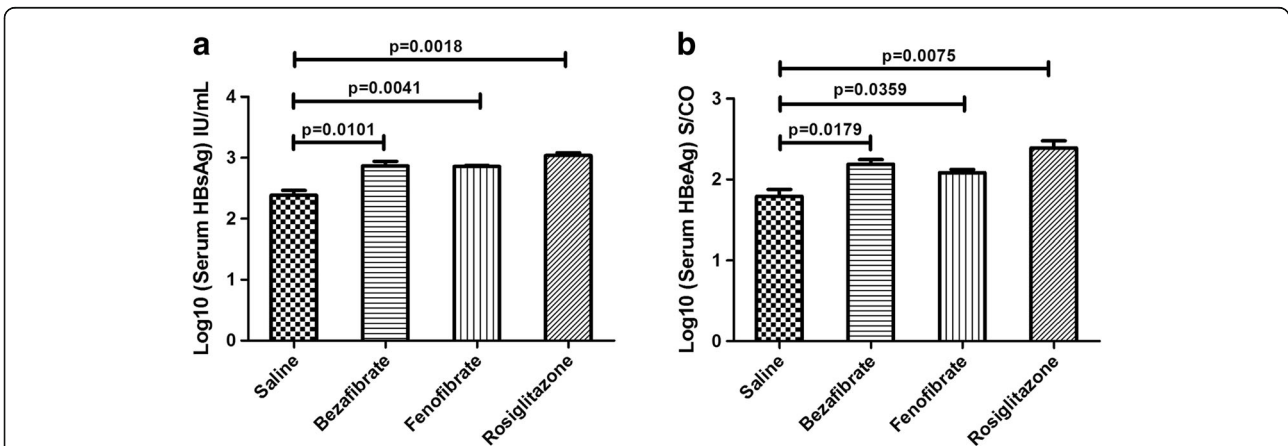 a
p=0.0018
p=0.0041
p=0.0101
Log10 (Serum HBsAg) IU/mL
4
3
2
1
0
Saline
Bezafibrate
Fenofibrate
Rosiglitazone
b
p=0.0075
p=0.0359
p=0.0179
Log10 (Serum HBeAg) S/CO
3
2
1
0
Saline
Bezafibrate
Fenofibrate
Rosiglitazone